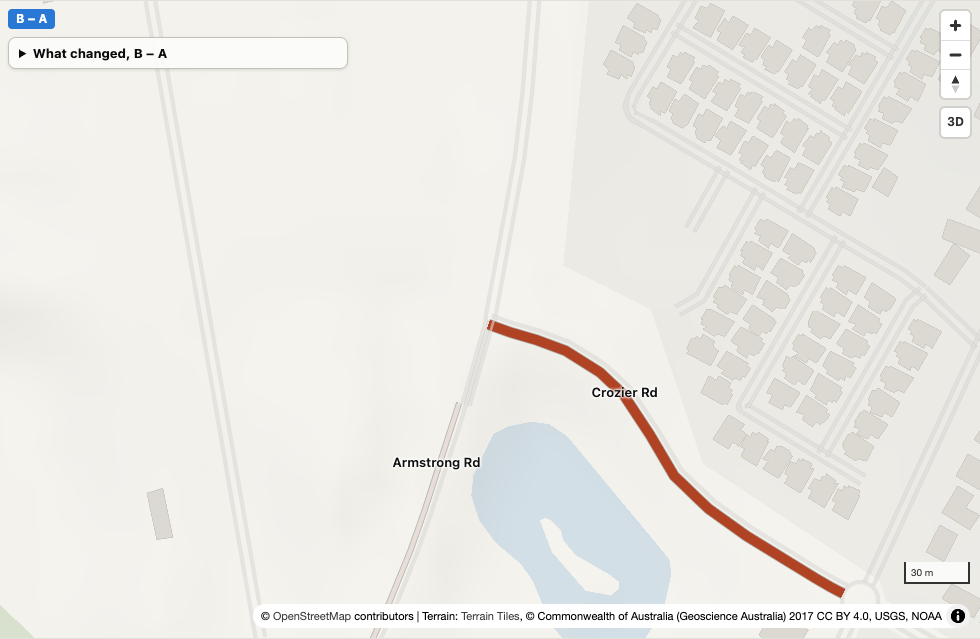 B – A
▶ What changed, B – A
+
−
3D
Crozier Rd
Armstrong Rd
30 m
© OpenStreetMap contributors | Terrain: Terrain Tiles, © Commonwealth of Australia (Geoscience Australia) 2017 CC BY 4.0, USGS, NOAA